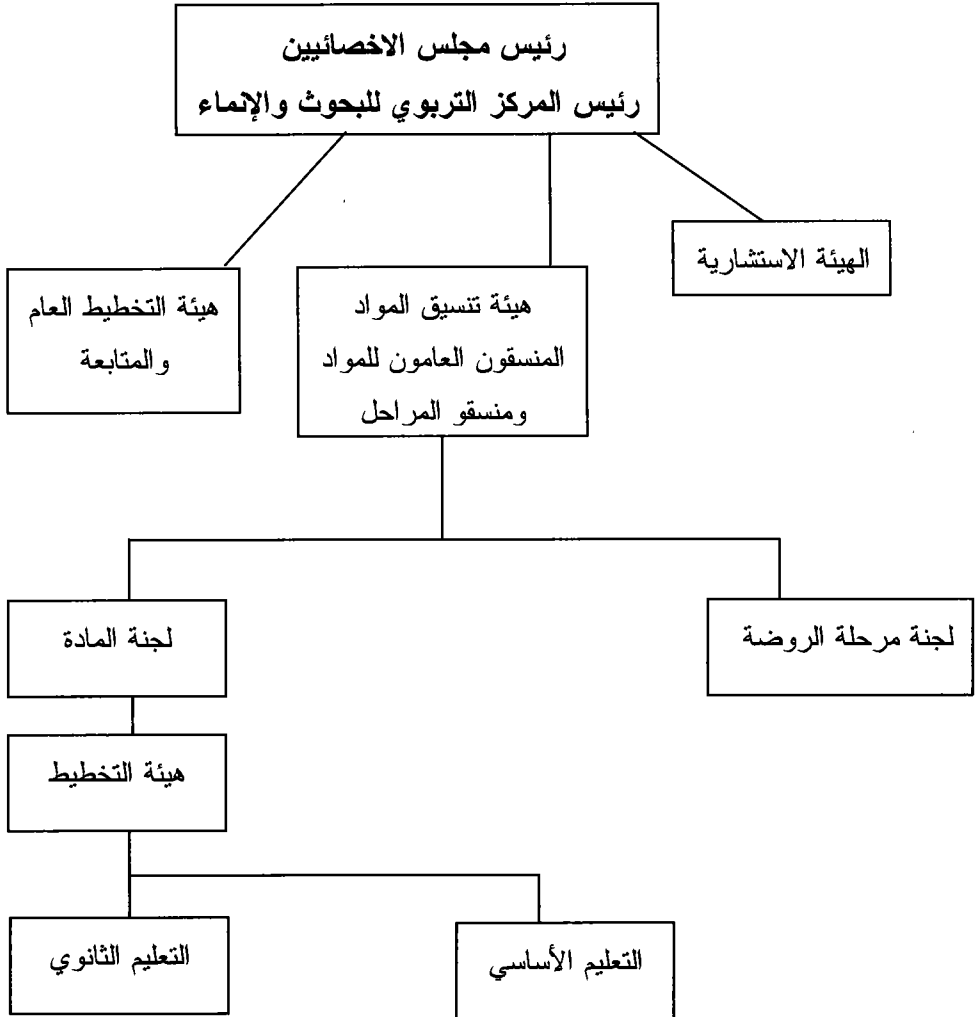 رئيس مجلس الاخصائيين
رئيس المركز التربوي للبحوث والإنماء
الهيئة الاستشارية
هيئة تنسيق المواد
المنسقون العامون للمواد
ومنسقو المراحل
هيئة التخطيط العام
والمتابعة
لجنة مرحلة الروضة
لجنة المادة
هيئة التخطيط
التعليم الأساسي
التعليم الثانوي